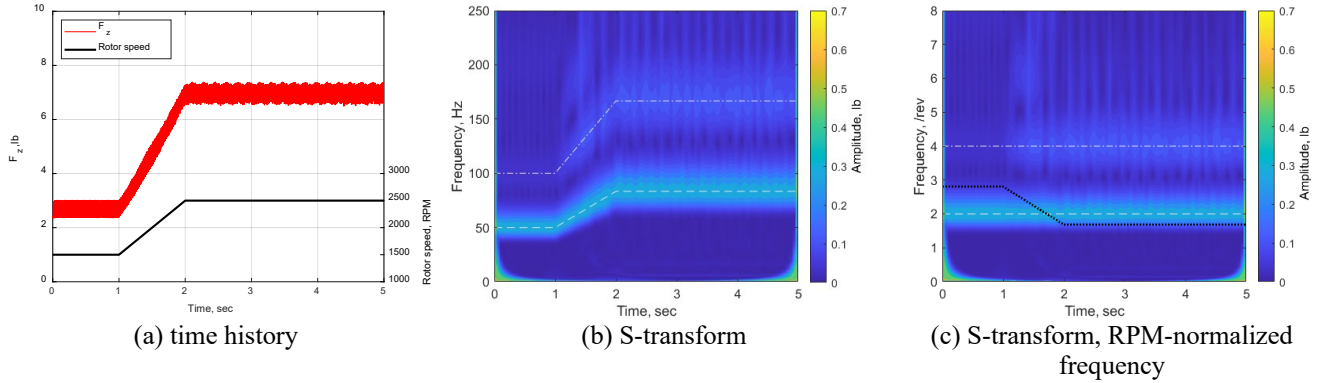 10
8
6
4
2
0
F z
Rotor speed
F z,lb
3000
2500
2000
1500
1000
Rotor speed, RPM
0 1 2 3 4 5
Time, sec
(a) time history
250
200
150
100
50
0
Frequency, Hz
0 1 2 3 4 5
Time, sec
0.7
0.6
0.5
0.4
0.3
0.2
0.1
0
Amplitude, lb
(b) S-transform
8
7
6
5
4
3
2
1
0
Frequency, /rev
0 1 2 3 4 5
Time, sec
0.7
0.6
0.5
0.4
0.3
0.2
0.1
0
Amplitude, lb
(c) S-transform, RPM-normalized
frequency